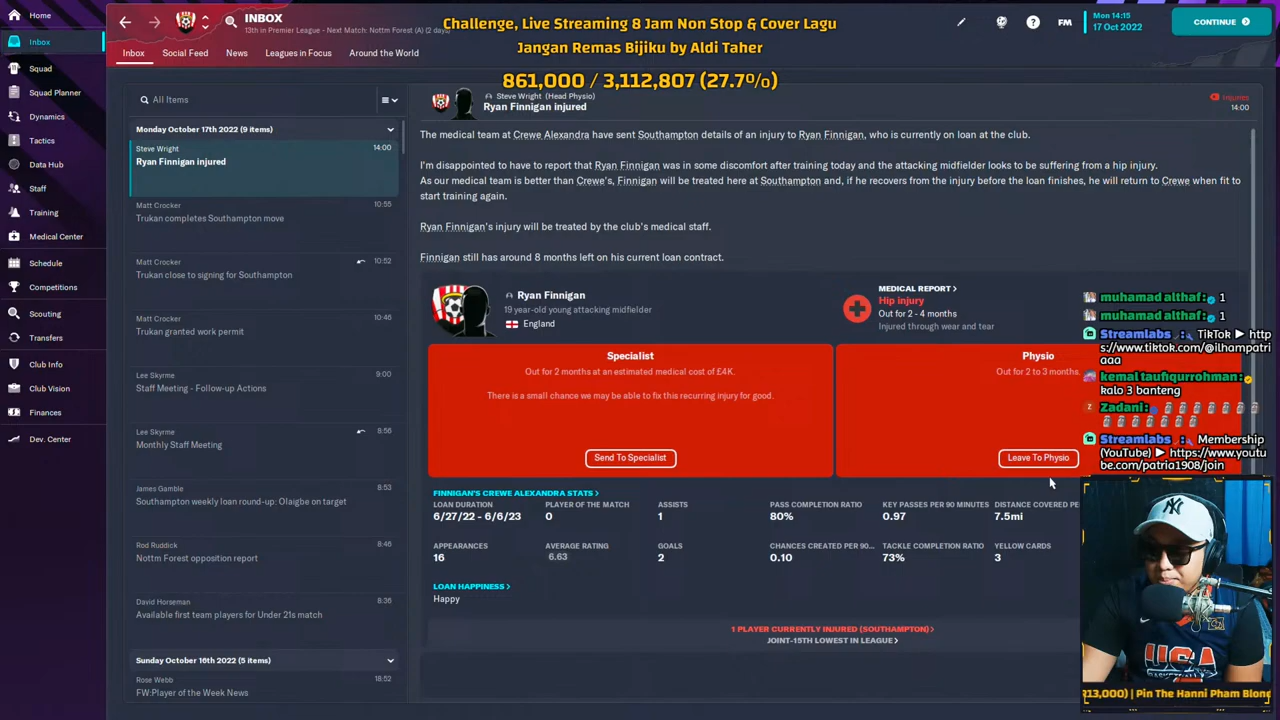 Home
Inbox
Squad
Squad Planner
Dynamics
Tactics
Data Hub
Staff
Training
Medical Center
Schedule
Competitions
Scouting
Transfers
Club Info
Club Vision
Finances
Dev. Center
INBOX
13th in Premier League - Next Match: Nottm Forest (A) (2 days)
Challenge, Live Streaming 8 Jam Non Stop & Cover Lagu
Jangan Remas Bijiku by Aldi Taher
861,000 / 3,112,807 (27.7%)
FM
Mon 14:15
17 Oct 2022
CONTINUE
Inbox
Social Feed
News
Leagues in Focus
Around the World
All Items
Monday October 17th 2022 (9 items)
Steve Wright
14:00
Ryan Finnigan injured
Matt Crocker
10:55
Trukan completes Southampton move
Matt Crocker
10:52
Trukan close to signing for Southampton
Matt Crocker
10:46
Trukan granted work permit
Lee Skyrme
9:00
Staff Meeting - Follow-up Actions
Lee Skyrme
8:56
Monthly Staff Meeting
James Gamble
8:53
Southampton weekly loan round-up: Olaigbe on target
Rod Ruddick
8:46
Nottm Forest opposition report
David Horseman
8:36
Available first team players for Under 21s match
Sunday October 16th 2022 (5 items)
Rose Webb
18:52
FW:Player of the Week News
Steve Wright (Head Physio)
Ryan Finnigan injured
Injuries
14:00
The medical team at Crewe Alexandra have sent Southampton details of an injury to Ryan Finnigan, who is currently on loan at the club.
I'm disappointed to have to report that Ryan Finnigan was in some discomfort after training today and the attacking midfielder looks to be suffering from a hip injury.
As our medical team is better than Crewe's, Finnigan will be treated here at Southampton and, if he recovers from the injury before the loan finishes, he will return to Crewe when fit to
start training again.
Ryan Finnigan's injury will be treated by the club's medical staff.
Finnigan still has around 8 months left on his current loan contract.
Ryan Finnigan
19 year-old young attacking midfielder
England
MEDICAL REPORT >
Hip injury
Out for 2 - 4 months
Injured through wear and tear
Specialist
Out for 2 months at an estimated medical cost of £4K.
There is a small chance we may be able to fix this recurring injury for good.
Send To Specialist
Physio
Out for 2 to 3 months.
Leave To Physio
FINNIGAN'S CREWE ALEXANDRA STATS >
LOAN DURATION
6/27/22 - 6/6/23
PLAYER OF THE MATCH
0
ASSISTS
1
PASS COMPLETION RATIO
80%
KEY PASSES PER 90 MINUTES
0.97
DISTANCE COVERED PE
7.5mi
APPEARANCES
16
AVERAGE RATING
6.63
GOALS
2
CHANCES CREATED PER 90...
0.10
TACKLE COMPLETION RATIO
73%
YELLOW CARDS
3
LOAN HAPPINESS >
Happy
1 PLAYER CURRENTLY INJURED (SOUTHAMPTON) >
JOINT-15TH LOWEST IN LEAGUE >
muhamad althaf: 1
muhamad althaf: 1
Streamlabs : TikTok ► http
s://www.tiktok.com/@ilhampatri
aaa
kemal taufiqurrohman:
kalo 3 banteng
Zadani:
Streamlabs : Membership
(YouTube) ► https://www.youtu
be.com/patria1908/join
USA
213,000) | Pin The Hanni Pham Blond